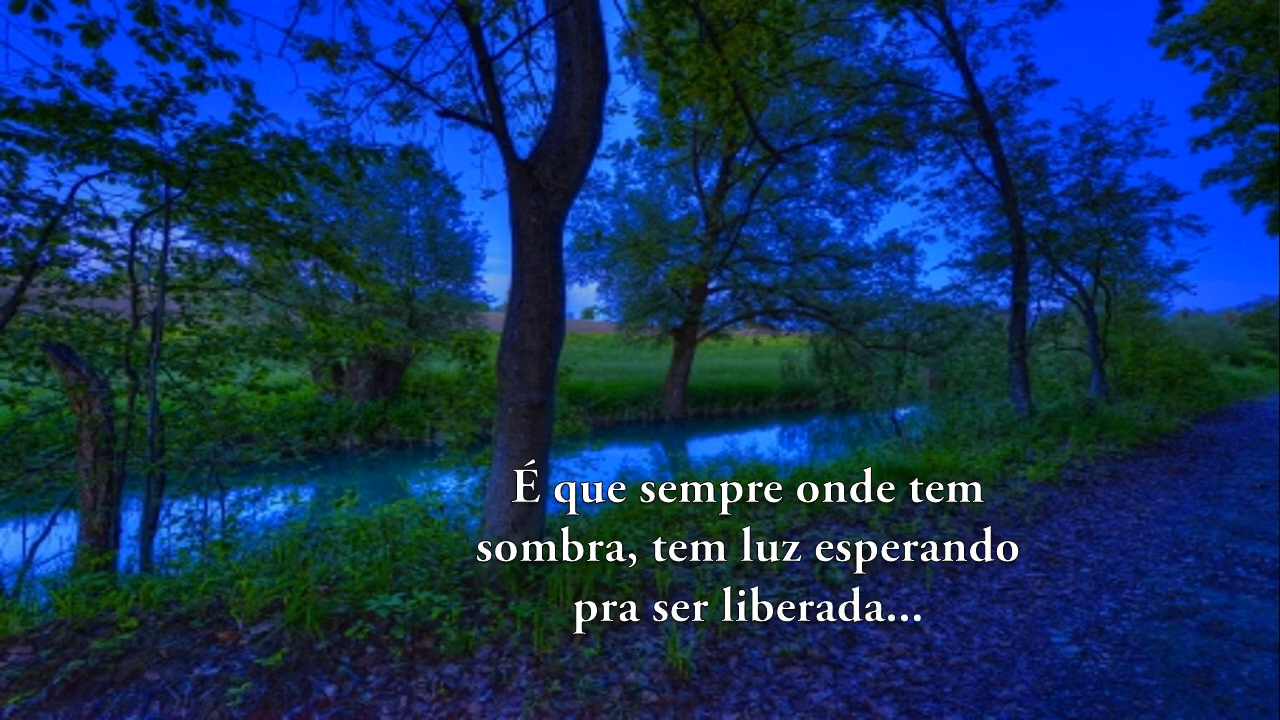 É que sempre onde tem
sombra, tem luz esperando
pra ser liberada...